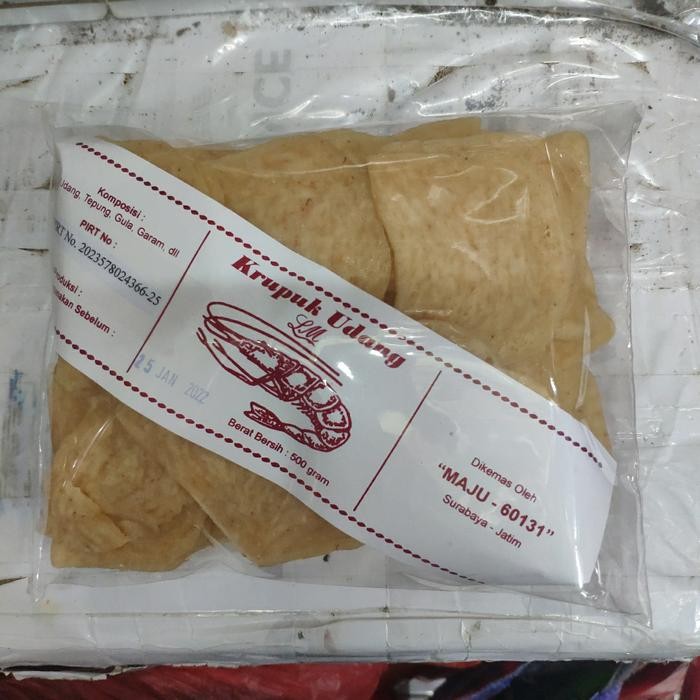 Komposisi :
Udang, Tepung, Gula, Garam, dll
PIRT No :
PIRT No. 2023578024366-25
25 JAN 2022
Krupuk Udang
LM
Berat Bersih : 500 gram
Dikemas Oleh
"MAJU - 60131"
Surabaya - Jatim